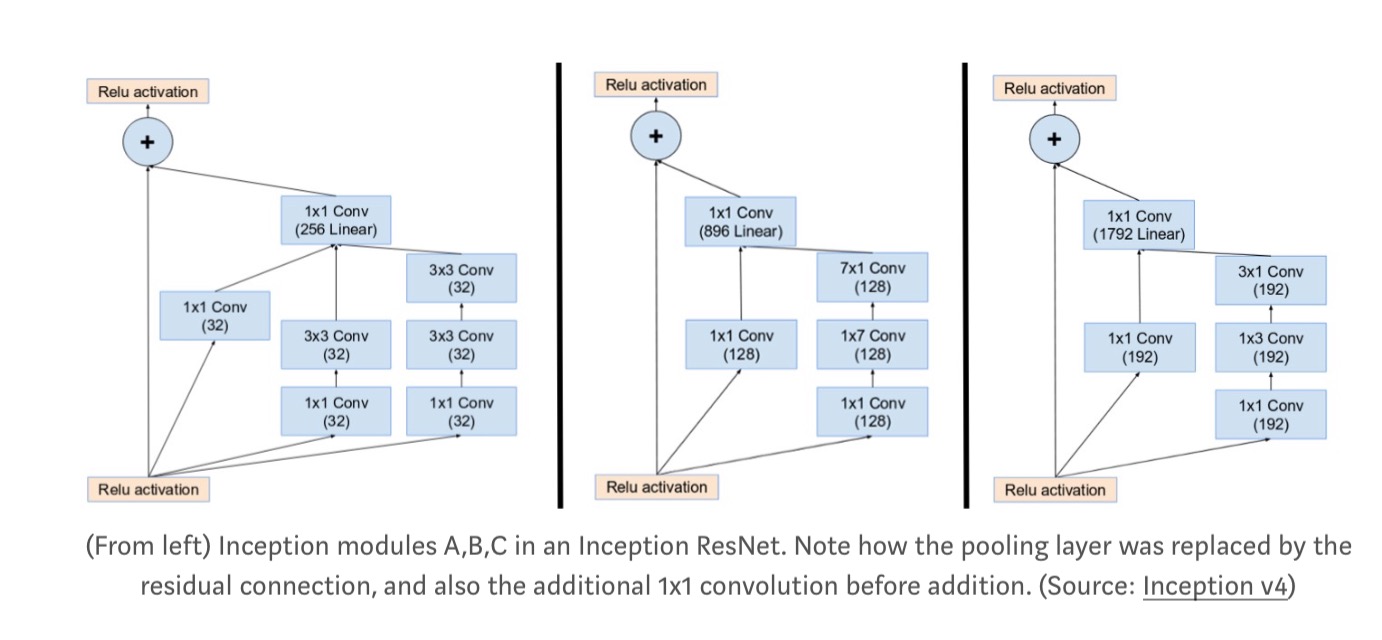 Relu activation
+
1x1 Conv
(256 Linear)
3x3 Conv
(32)
1x1 Conv
(32)
3x3 Conv
(32)
3x3 Conv
(32)
1x1 Conv
(32)
1x1 Conv
(32)
Relu activation
Relu activation
+
1x1 Conv
(896 Linear)
7x1 Conv
(128)
1x1 Conv
(128)
1x7 Conv
(128)
1x1 Conv
(128)
Relu activation
Relu activation
+
1x1 Conv
(1792 Linear)
3x1 Conv
(192)
1x1 Conv
(192)
1x3 Conv
(192)
1x1 Conv
(192)
Relu activation
(From left) Inception modules A,B,C in an Inception ResNet. Note how the pooling layer was replaced by the
residual connection, and also the additional 1x1 convolution before addition. (Source: Inception v4)